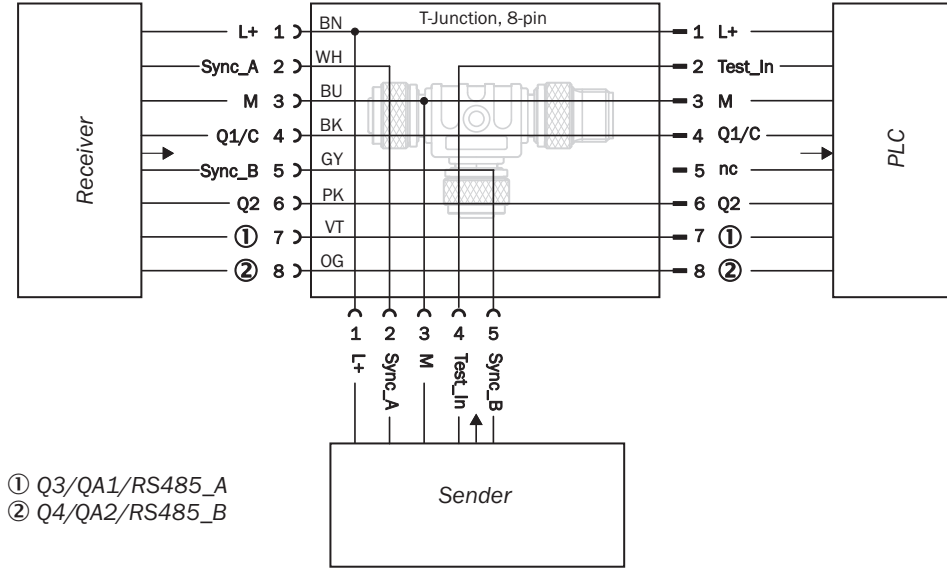 T-Junction, 8-pin
L+ 1 BN 1 L+
Sync_A 2 WH 2 Test_In
M 3 BU 3 M
Q1/C 4 BK 4 Q1/C
Sync_B 5 GY 5 nc
Q2 6 PK 6 Q2
① 7 VT 7 ①
② 8 OG 8 ②
Receiver
PLC
1 2 3 4 5
L+ Sync_A M Test_In Sync_B
Sender
① Q3/QA1/RS485_A
② Q4/QA2/RS485_B